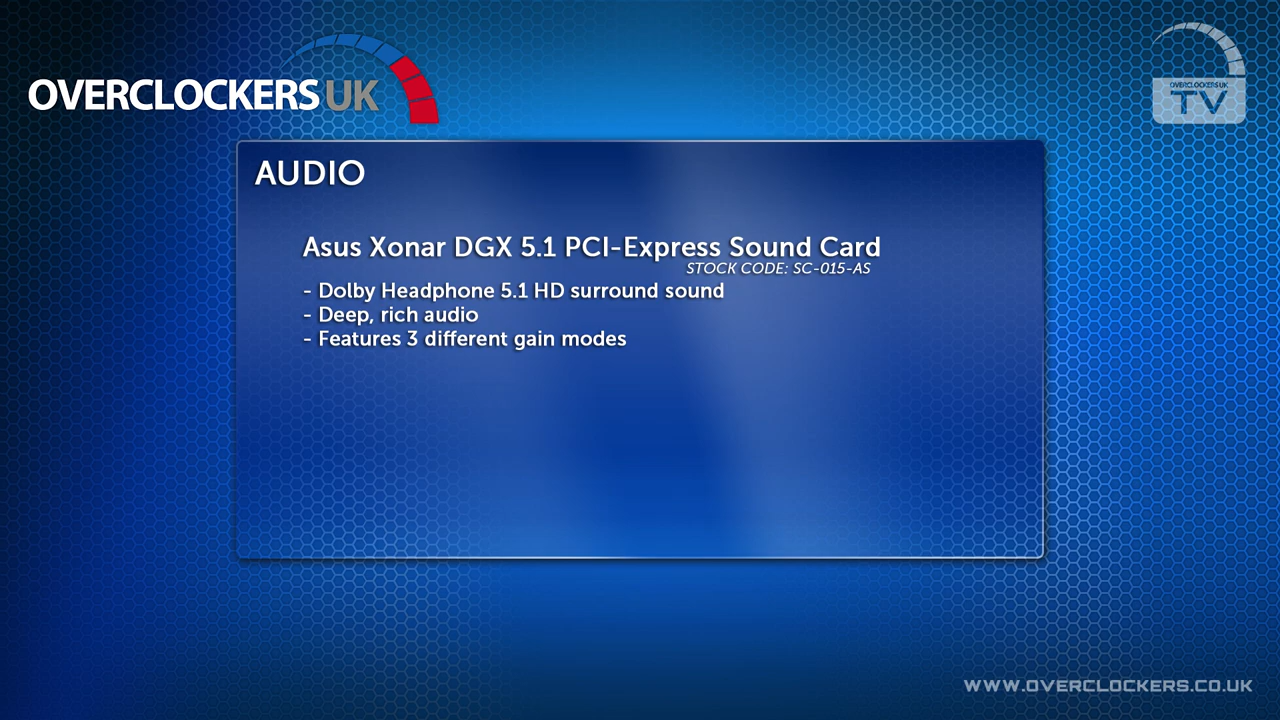 OVERCLOCKERS UK
OVERCLOCKERS UK
TV
AUDIO
Asus Xonar DGX 5.1 PCI-Express Sound Card
STOCK CODE: SC-015-AS
- Dolby Headphone 5.1 HD surround sound
- Deep, rich audio
- Features 3 different gain modes
WWW.OVERCLOCKERS.CO.UK